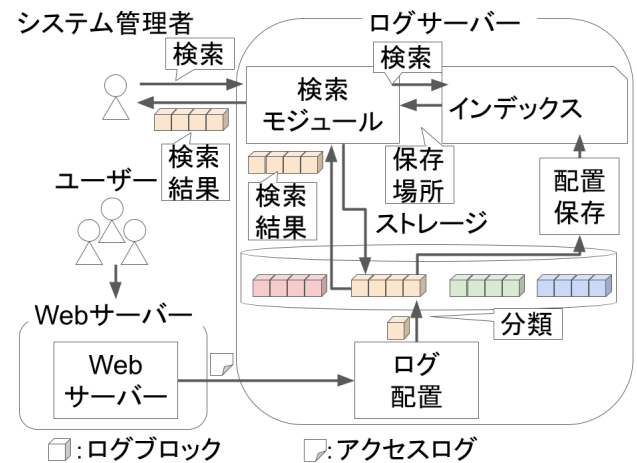 システム管理者
ログサーバー
検索
検索
検索
モジュール
インデックス
検索
結果
保存
場所
配置
保存
ユーザー
検索
結果
ストレージ
Webサーバー
分類
Web
サーバー
ログ
配置
:ログブロック
:アクセスログ